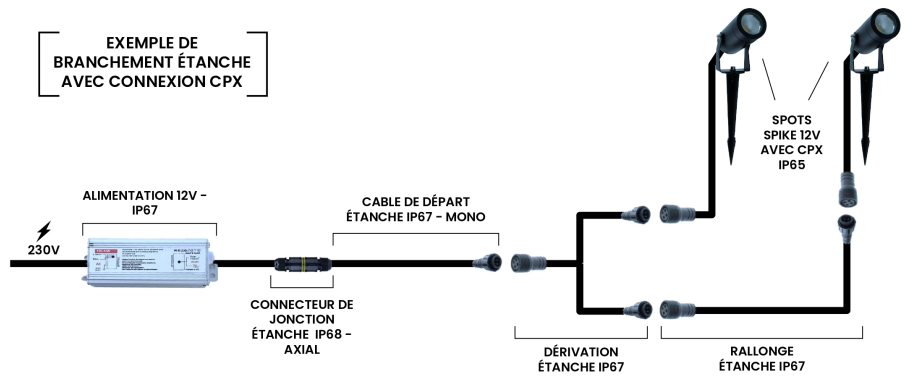 EXEMPLE DE
BRANCHEMENT ÉTANCHE
AVEC CONNEXION CPX
SPOTS
SPIKE 12V
AVEC CPX
IP65
ALIMENTATION 12V -
IP67
CABLE DE DÉPART
ÉTANCHE IP67 - MONO
230V
CONNECTEUR DE
JONCTION
ÉTANCHE IP68 -
AXIAL
DÉRIVATION
ÉTANCHE IP67
RALLONGE
ÉTANCHE IP67